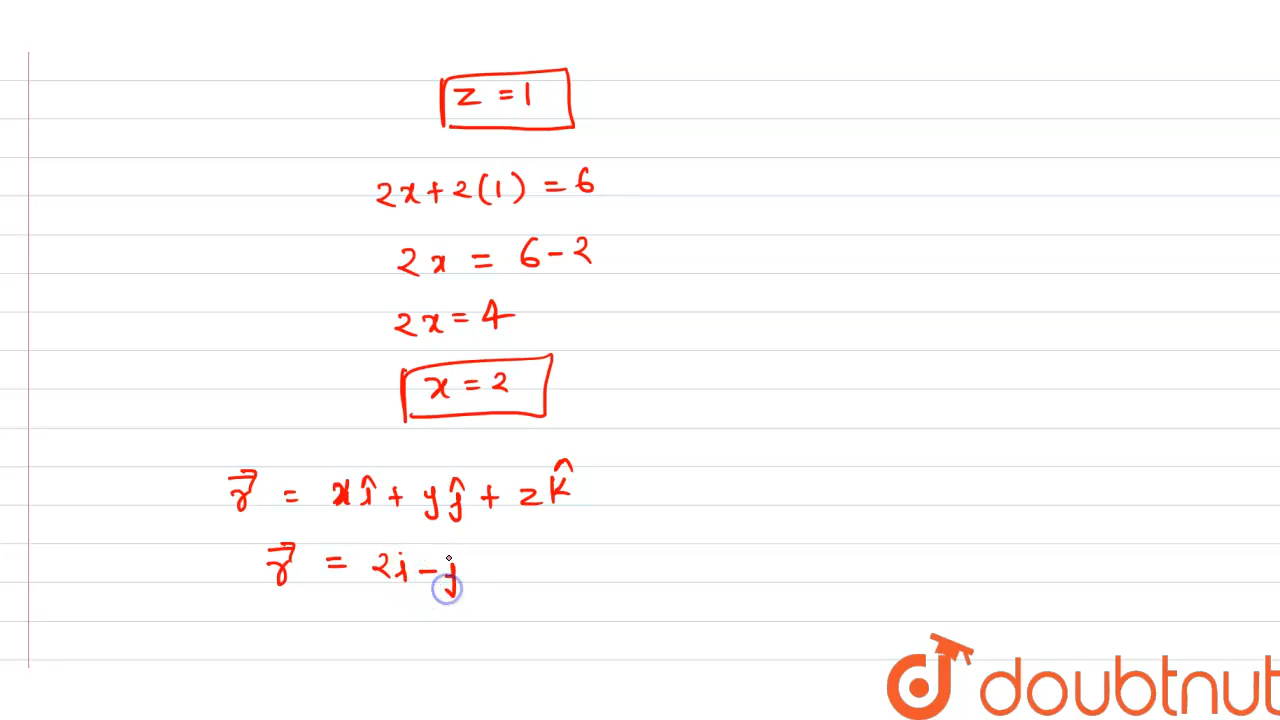 z = 1
2x + 2(1) = 6
2x = 6 - 2
2x = 4
x = 2
r⃗ = xî + yĵ + zk̂
r⃗ = 2i - j
doubtnut